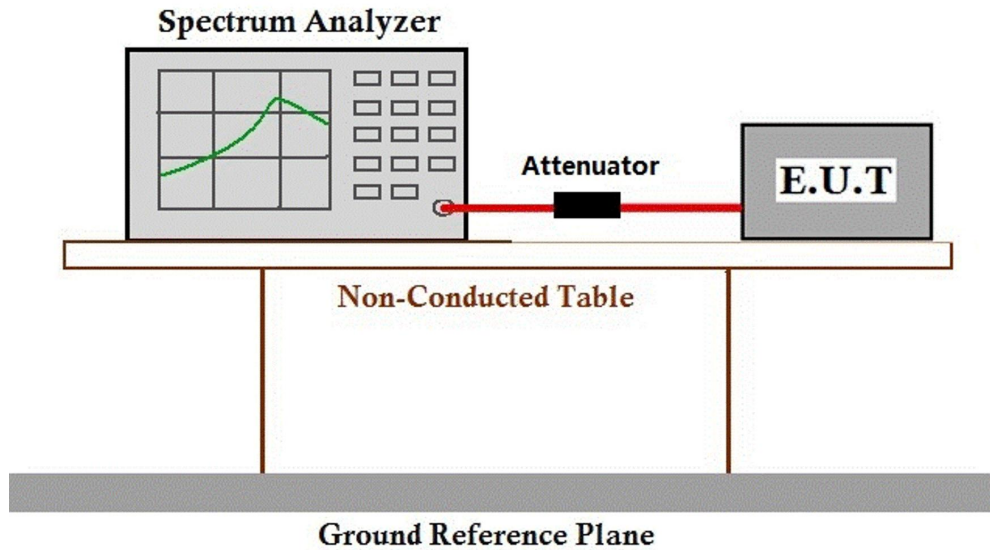 Spectrum Analyzer
Attenuator
E.U.T
Non-Conducted Table
Ground Reference Plane